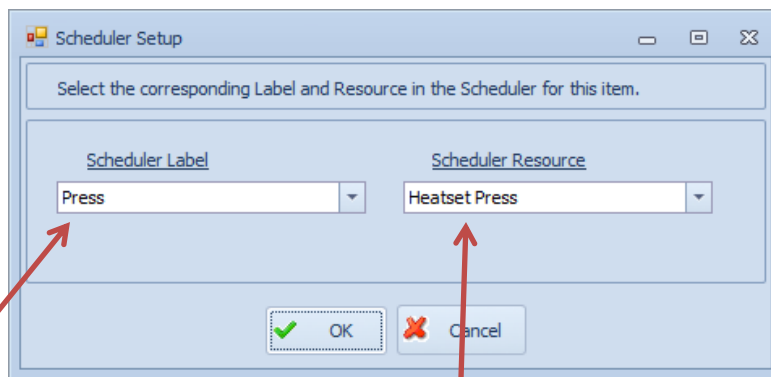 Scheduler Setup
Select the corresponding Label and Resource in the Scheduler for this item.
Scheduler Label Scheduler Resource
Press Heatset Press
OK Cancel